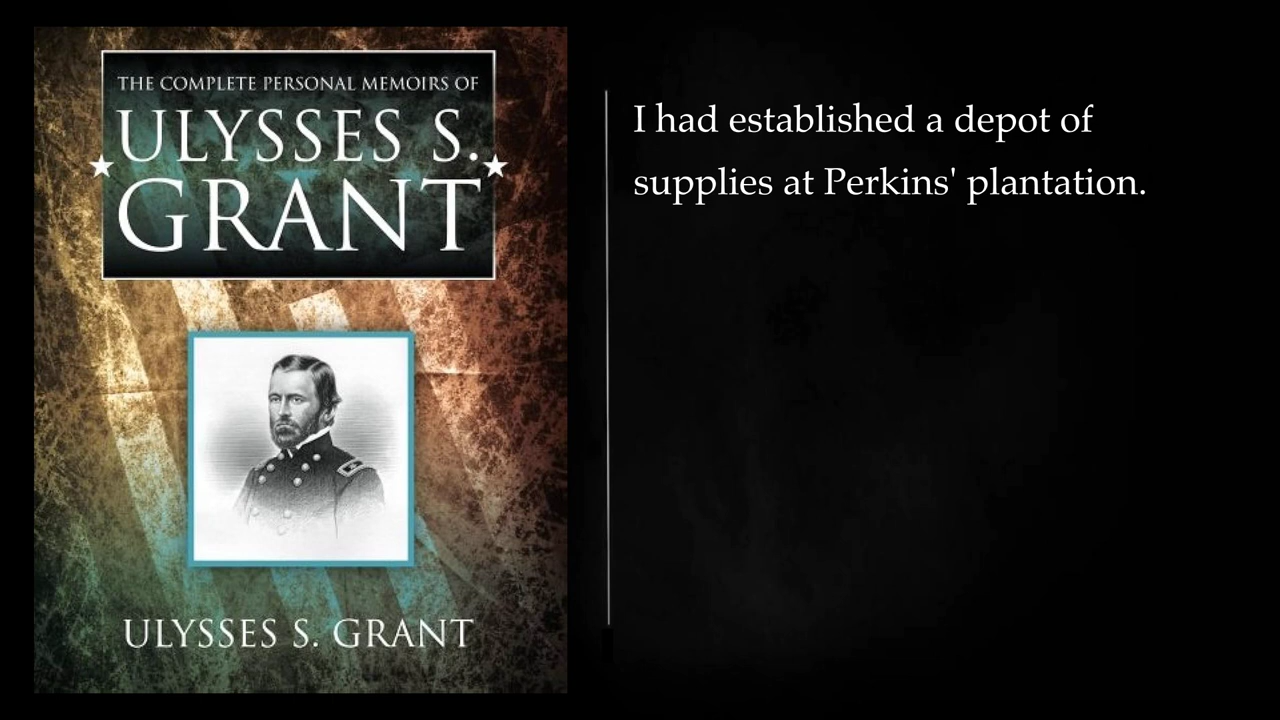 THE COMPLETE PERSONAL MEMOIRS OF
ULYSSES S.
GRANT
ULYSSES S. GRANT
I had established a depot of
supplies at Perkins' plantation.